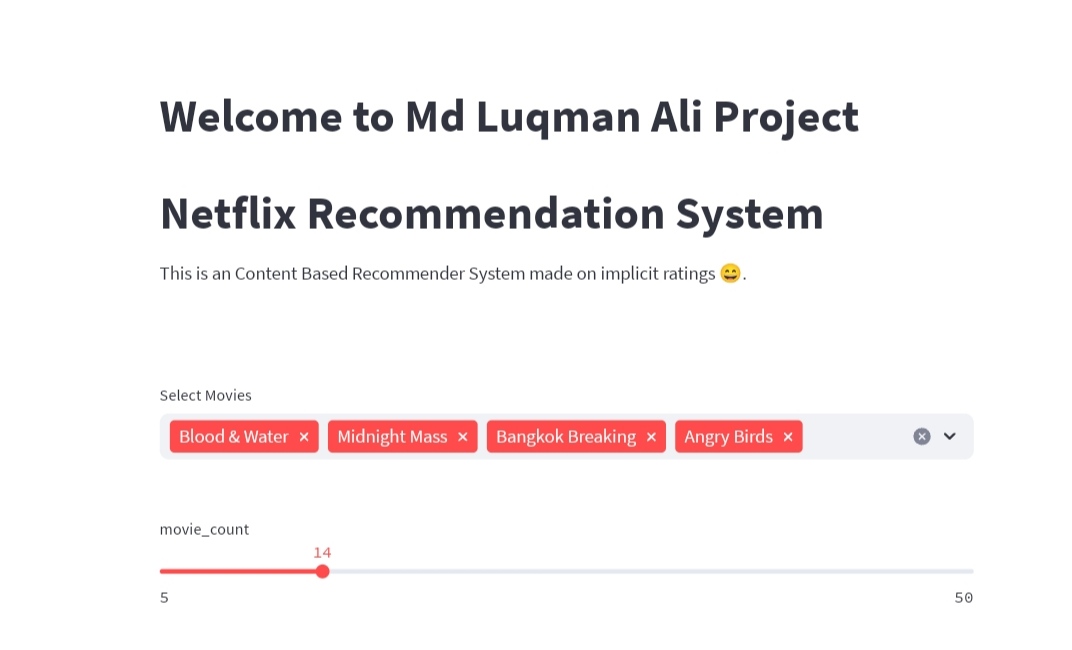 Welcome to Md Luqman Ali Project
Netflix Recommendation System
This is an Content Based Recommender System made on implicit ratings 😄.
Select Movies
Blood & Water × Midnight Mass × Bangkok Breaking × Angry Birds ×
movie_count
14
5 50